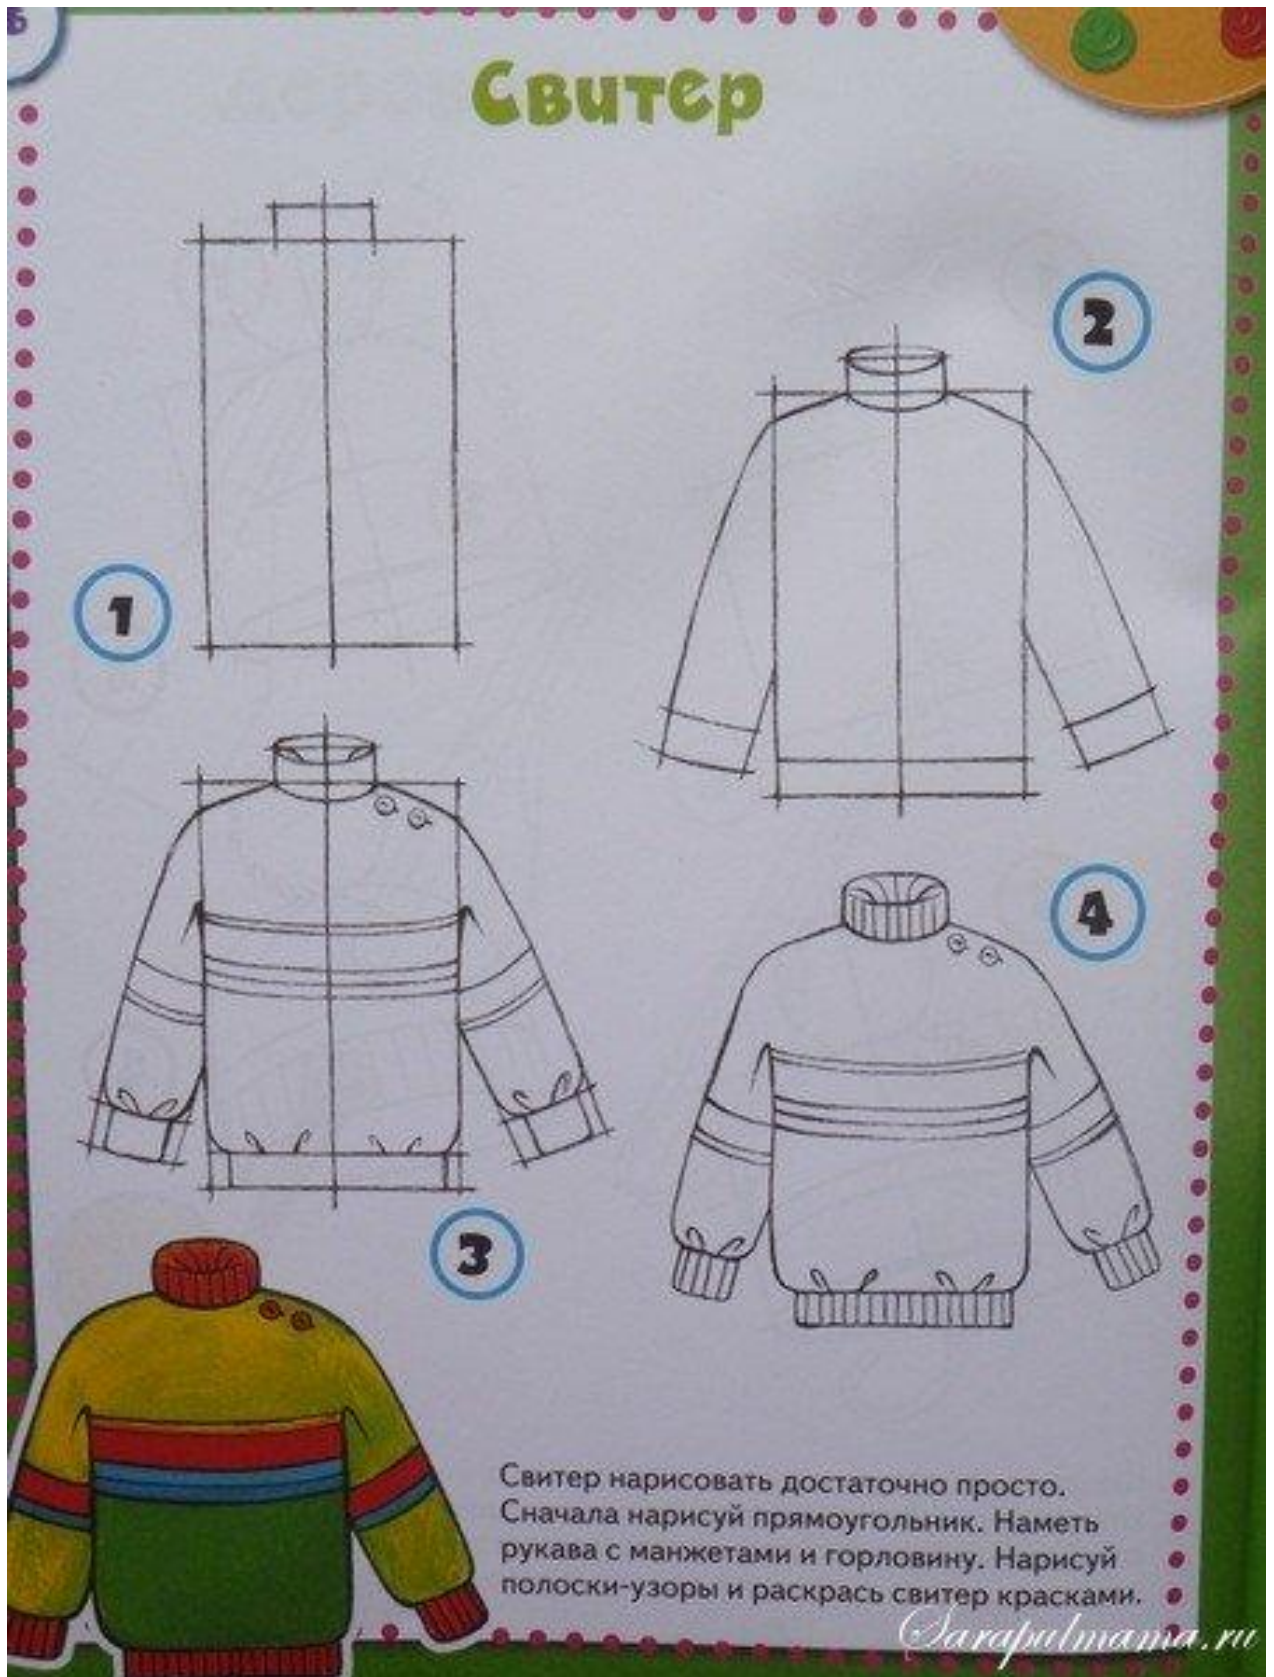 Свитер
2
1
4
3
Свитер нарисовать достаточно просто.
Сначала нарисуй прямоугольник. Наметь
рукава с манжетами и горловину. Нарисуй
полоски-узоры и раскрась свитер красками.
Sarapulmama.ru